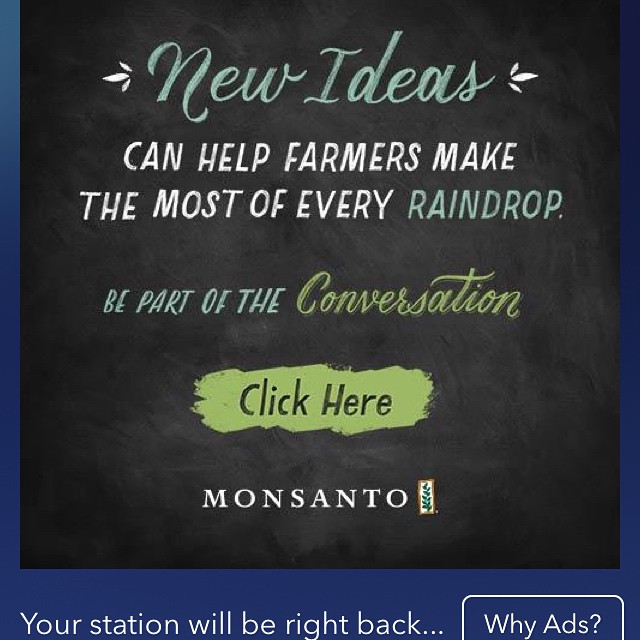 New Ideas
CAN HELP FARMERS MAKE
THE MOST OF EVERY RAINDROP.
BE PART OF THE Conversation
Click Here
MONSANTO
Your station will be right back... Why Ads?